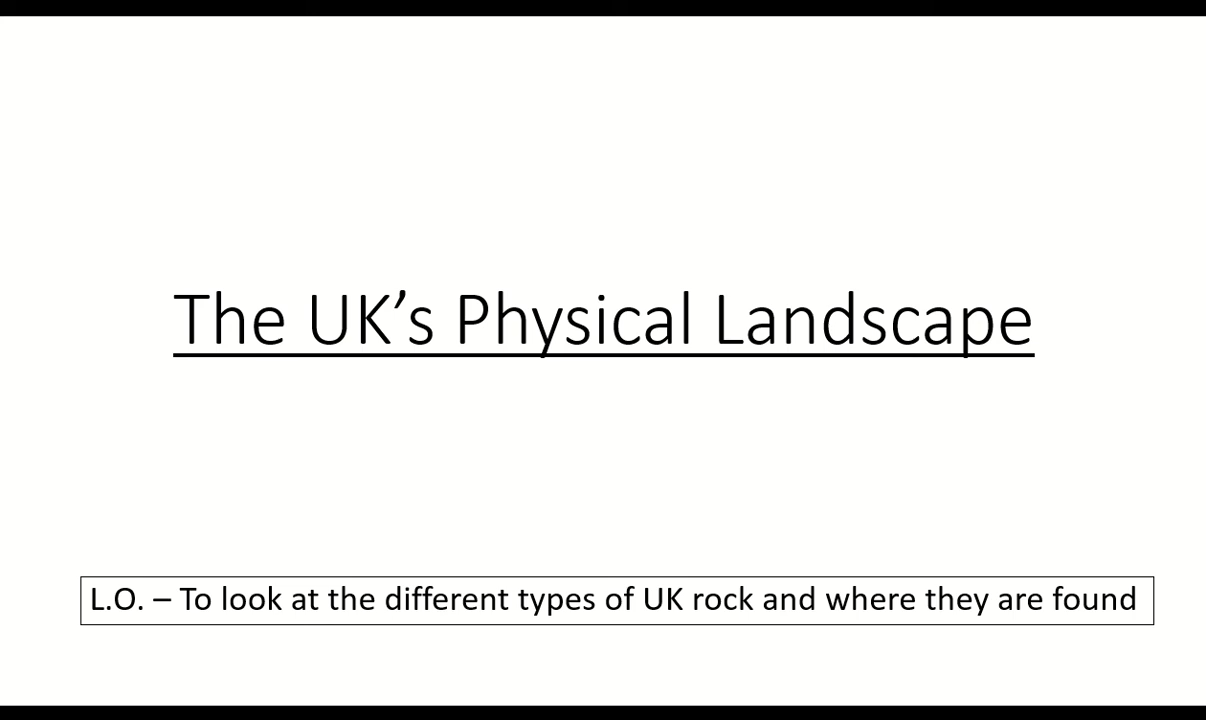 The UK’s Physical Landscape
L.O. – To look at the different types of UK rock and where they are found